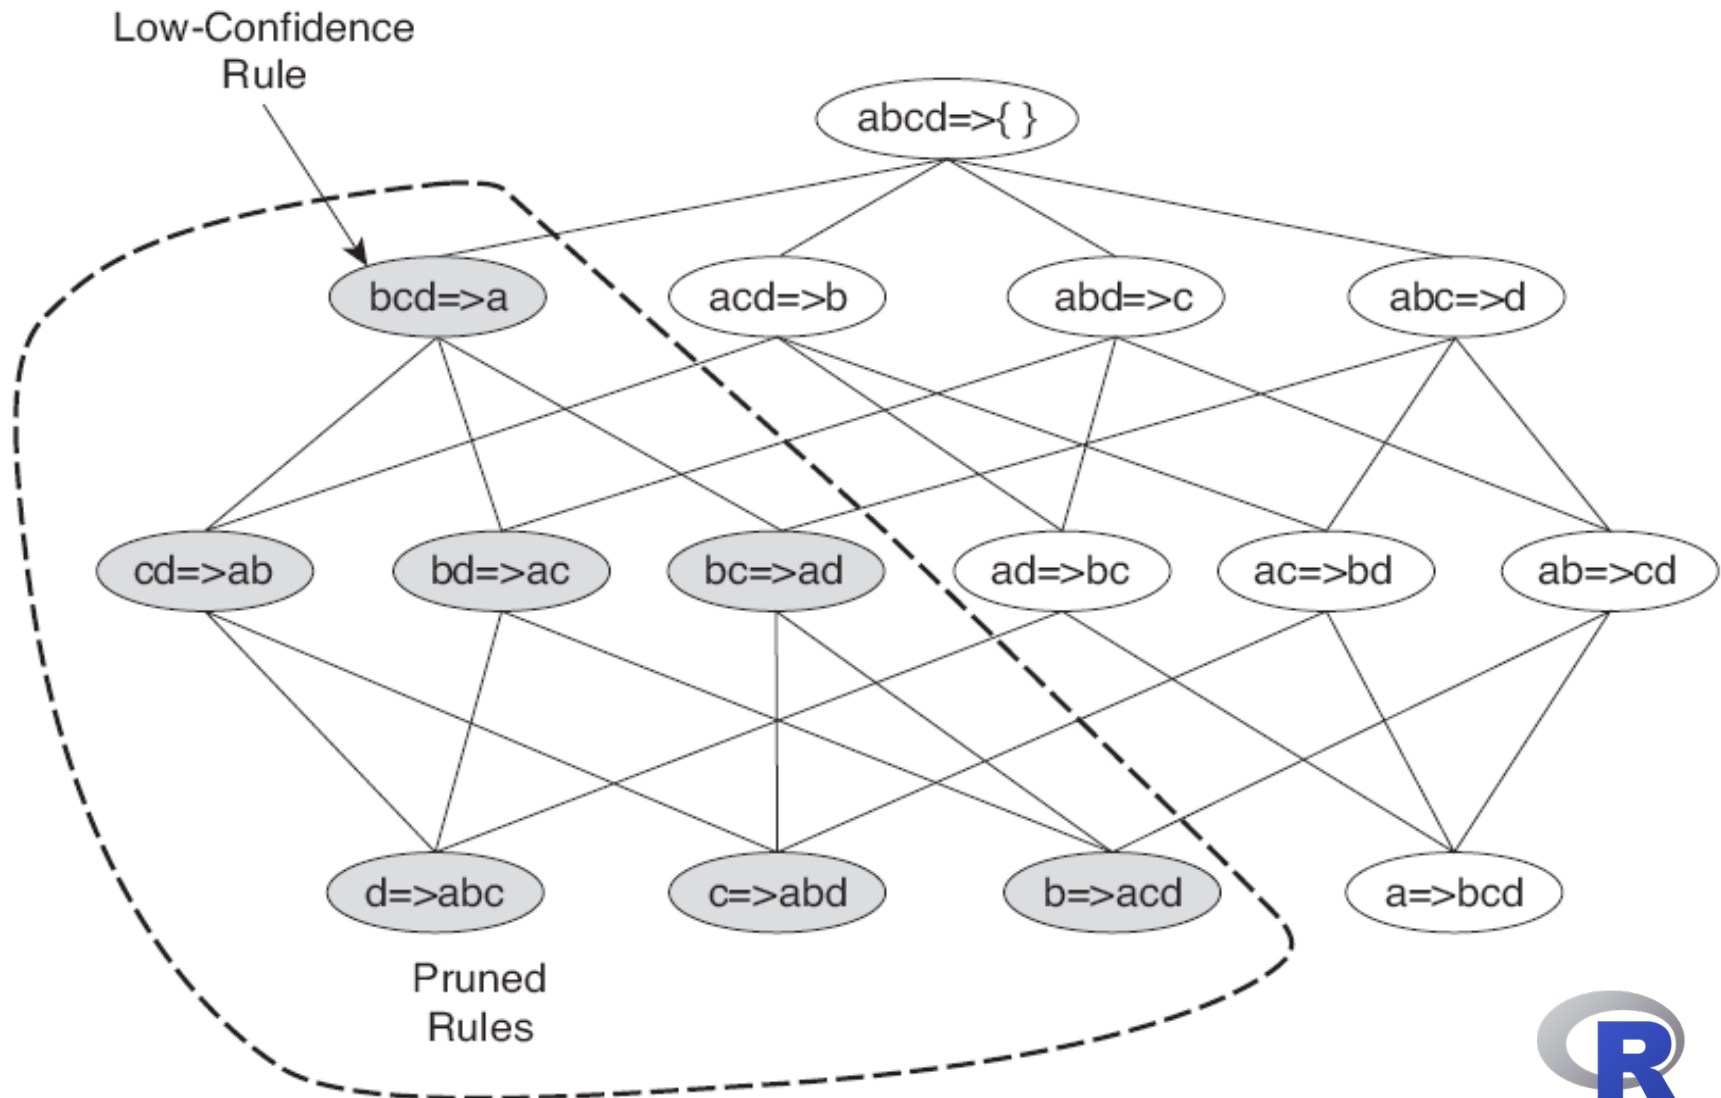 Low-Confidence
Rule
abcd=>{ }
bcd=>a
acd=>b
abd=>c
abc=>d
cd=>ab
bd=>ac
bc=>ad
ad=>bc
ac=>bd
ab=>cd
d=>abc
c=>abd
b=>acd
a=>bcd
Pruned
Rules
R